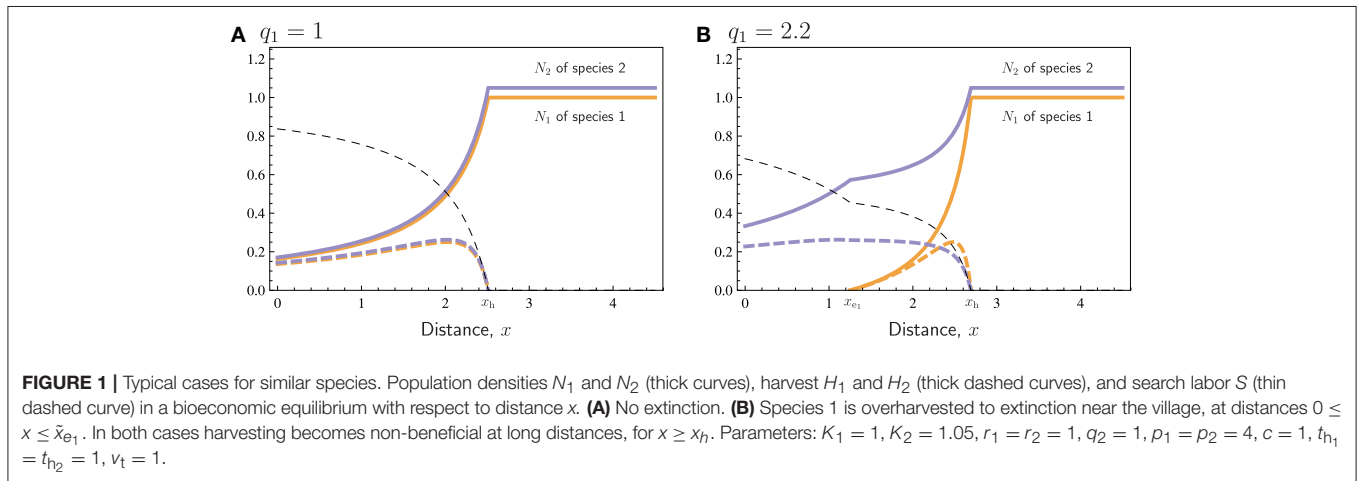 A q₁ = 1
1.2
1.0
0.8
0.6
0.4
0.2
0.0
N₂ of species 2
N₁ of species 1
0 1 2 xₕ 3 4
Distance, x
B q₁ = 2.2
1.2
1.0
0.8
0.6
0.4
0.2
0.0
N₂ of species 2
N₁ of species 1
0 1 x_{e₁} 2 xₕ 3 4
Distance, x
FIGURE 1 | Typical cases for similar species. Population densities N₁ and N₂ (thick curves), harvest H₁ and H₂ (thick dashed curves), and search labor S (thin
dashed curve) in a bioeconomic equilibrium with respect to distance x. (A) No extinction. (B) Species 1 is overharvested to extinction near the village, at distances 0 ≤
x ≤ x̃_{e₁}. In both cases harvesting becomes non-beneficial at long distances, for x ≥ xₕ. Parameters: K₁ = 1, K₂ = 1.05, r₁ = r₂ = 1, q₂ = 1, p₁ = p₂ = 4, c = 1, t_{h₁}
= t_{h₂} = 1, vₜ = 1.